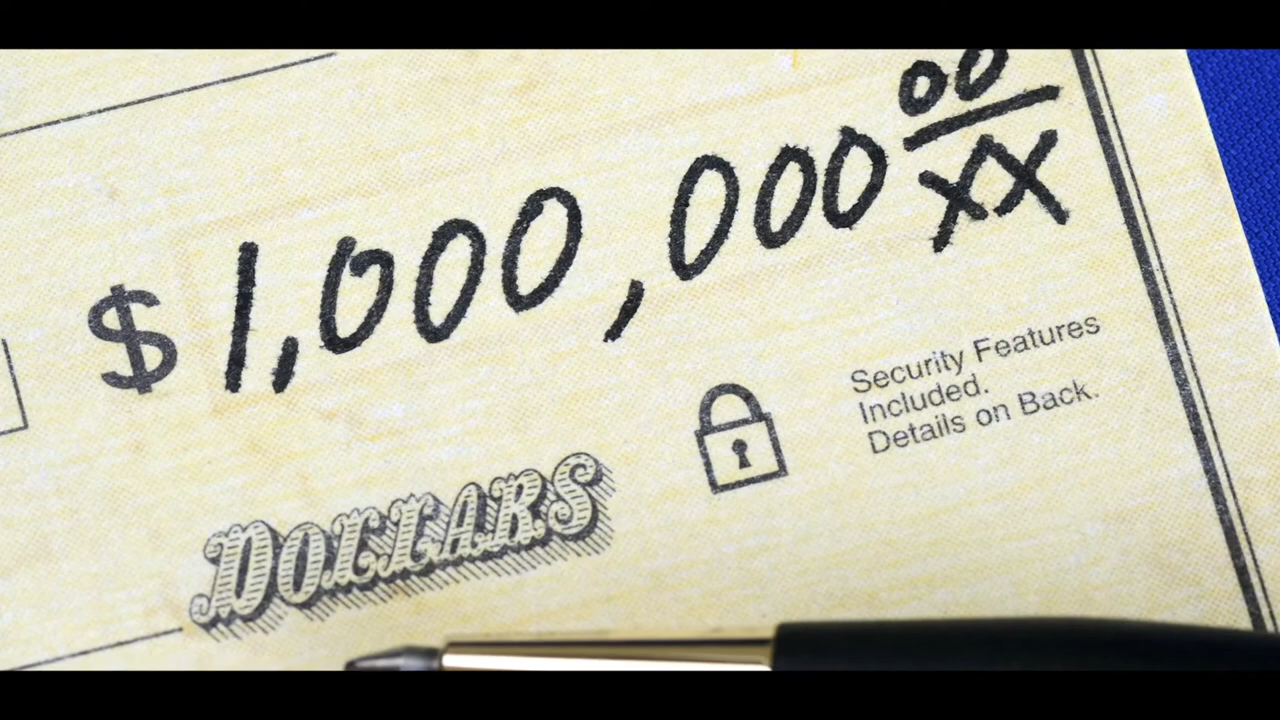 $ 1,000,000 00/XX
Security Features
Included.
Details on Back.
DOLLARS